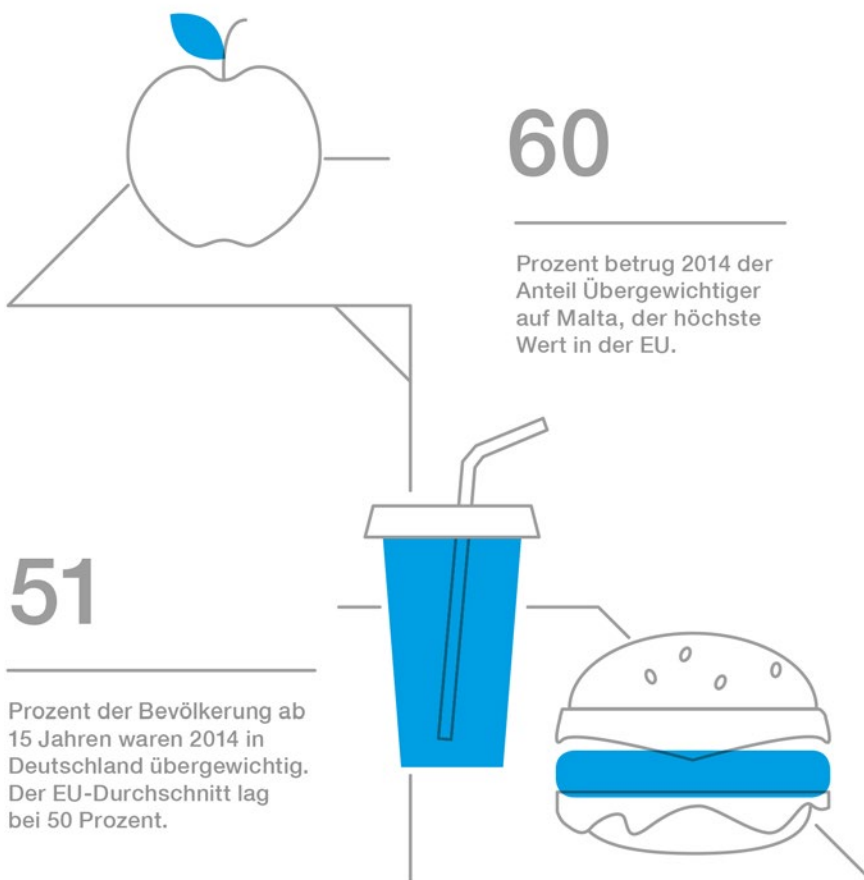 60
Prozent betrug 2014 der
Anteil Übergewichtiger
auf Malta, der höchste
Wert in der EU.
51
Prozent der Bevölkerung ab
15 Jahren waren 2014 in
Deutschland übergewichtig.
Der EU-Durchschnitt lag
bei 50 Prozent.